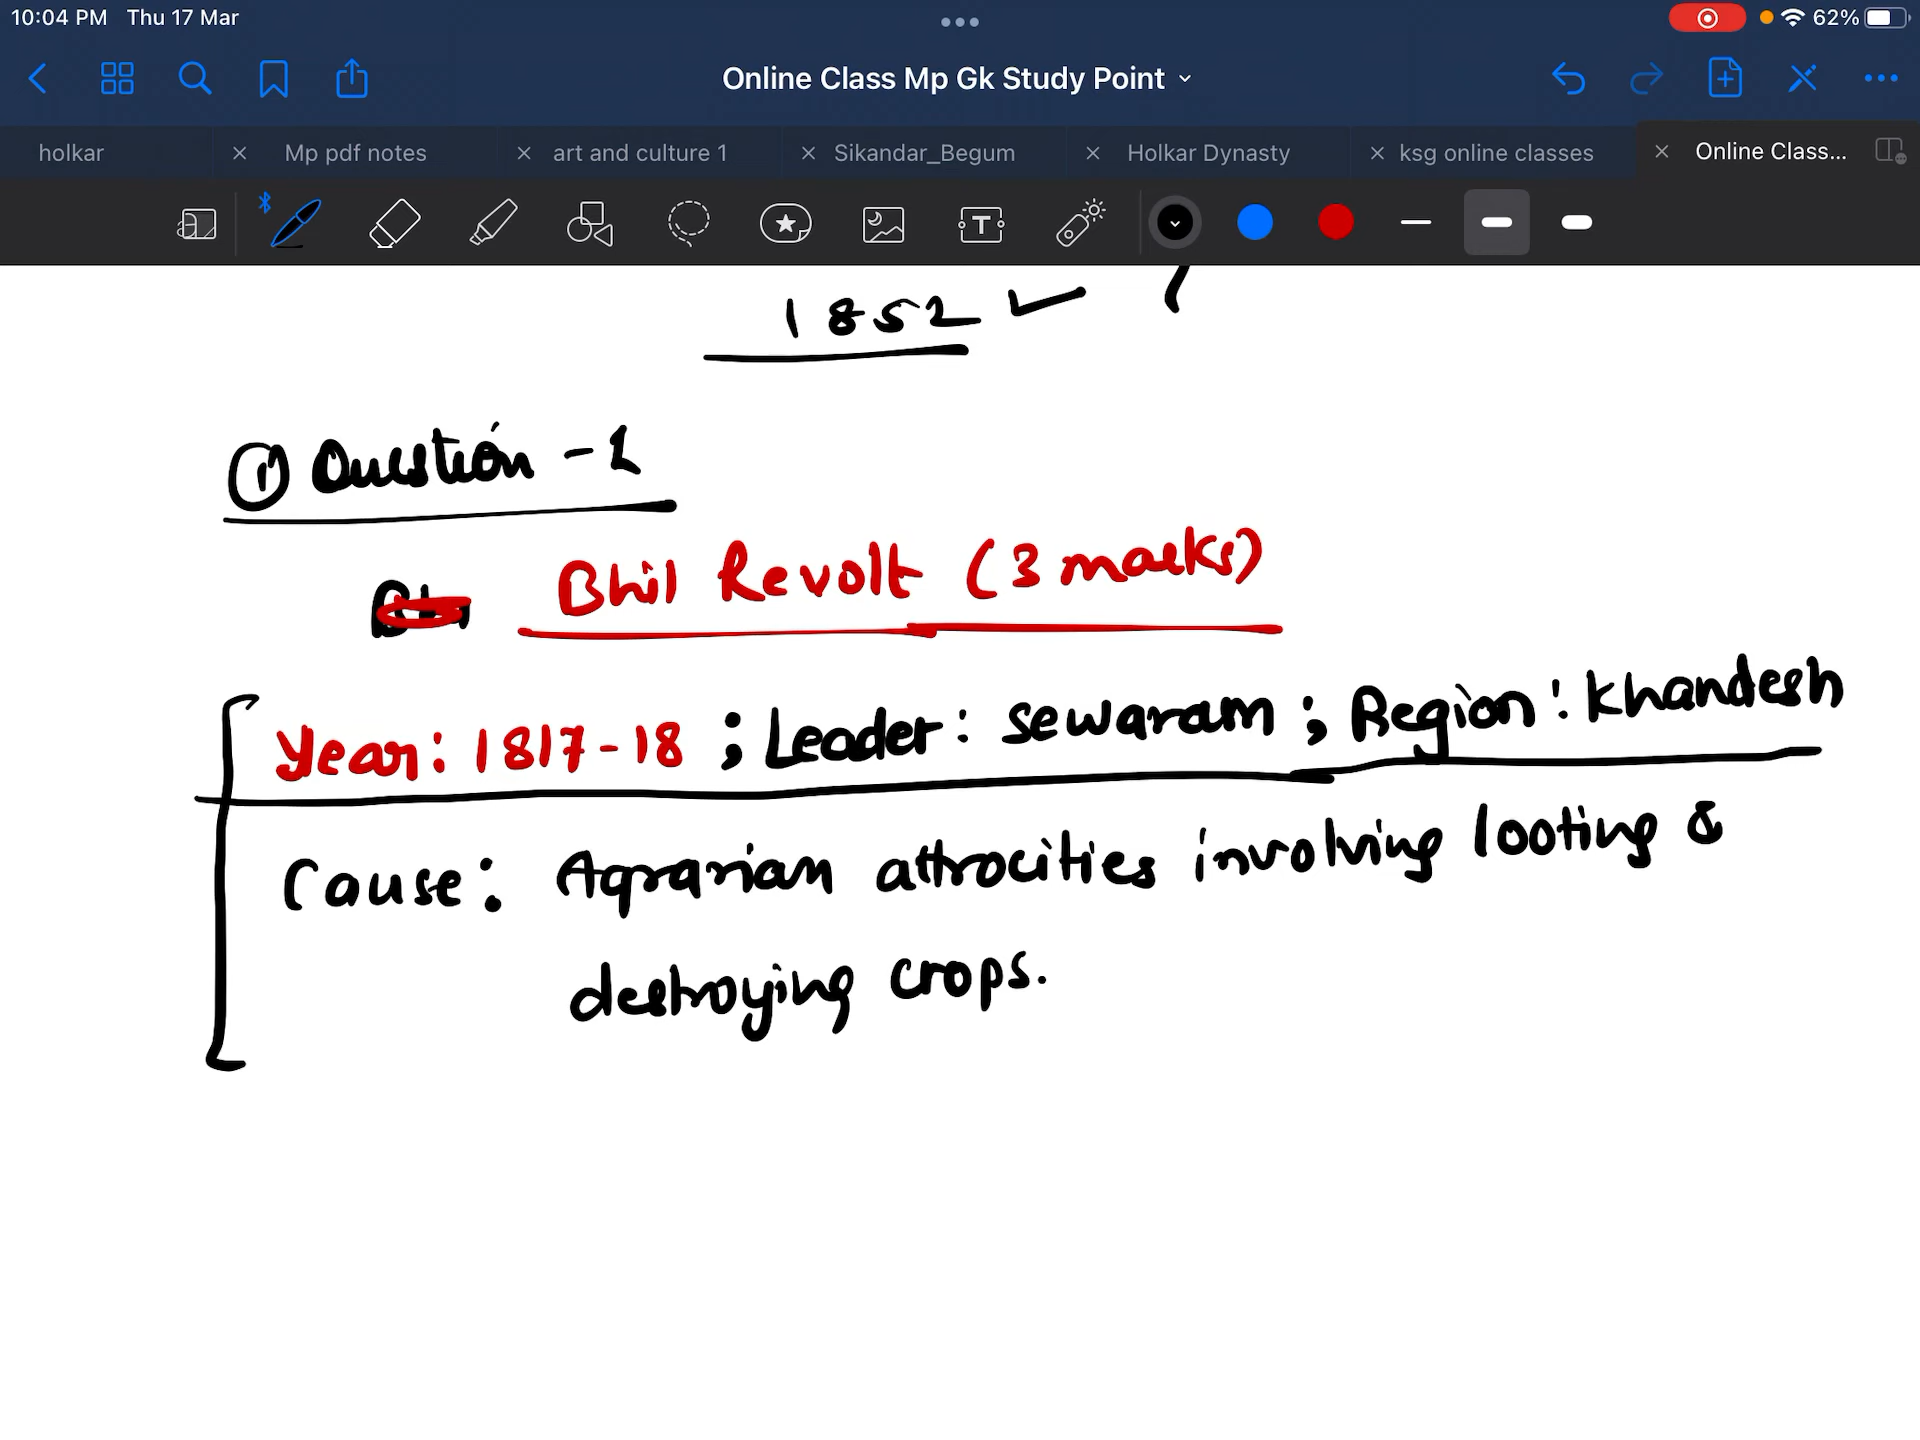 10:04 PM Thu 17 Mar
62%
Online Class Mp Gk Study Point
holkar
Mp pdf notes
art and culture 1
Sikandar_Begum
Holkar Dynasty
ksg online classes
Online Class...
1852
① Question - 1
Bhil Revolt (3 marks)
Year: 1817-18 ; Leader: Sewaram ; Region: Khandesh
Cause: Agrarian attrocities involving looting &
destroying crops.